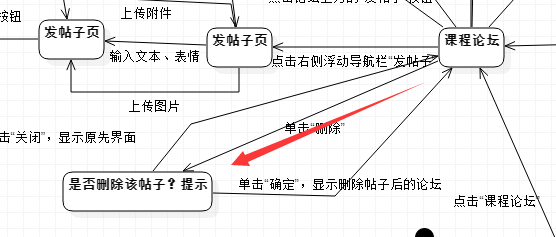 按钮
上传附件
发帖子页
输入文本、表情
发帖子页
课程论坛
点击右侧浮动导航栏“发帖子”
上传图片
击“关闭”，显示原先界面
单击“删除”
是否删除该帖子？提示
单击“确定”，显示删除帖子后的论坛
点击“课程论坛”